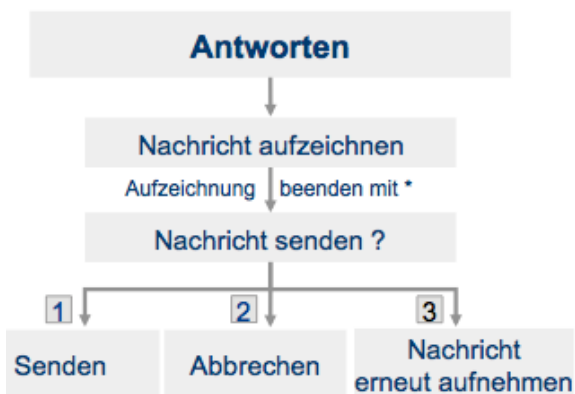 Antworten
Nachricht aufzeichnen
Aufzeichnung beenden mit *
Nachricht senden ?
1 2 3
Senden Abbrechen Nachricht
erneut aufnehmen